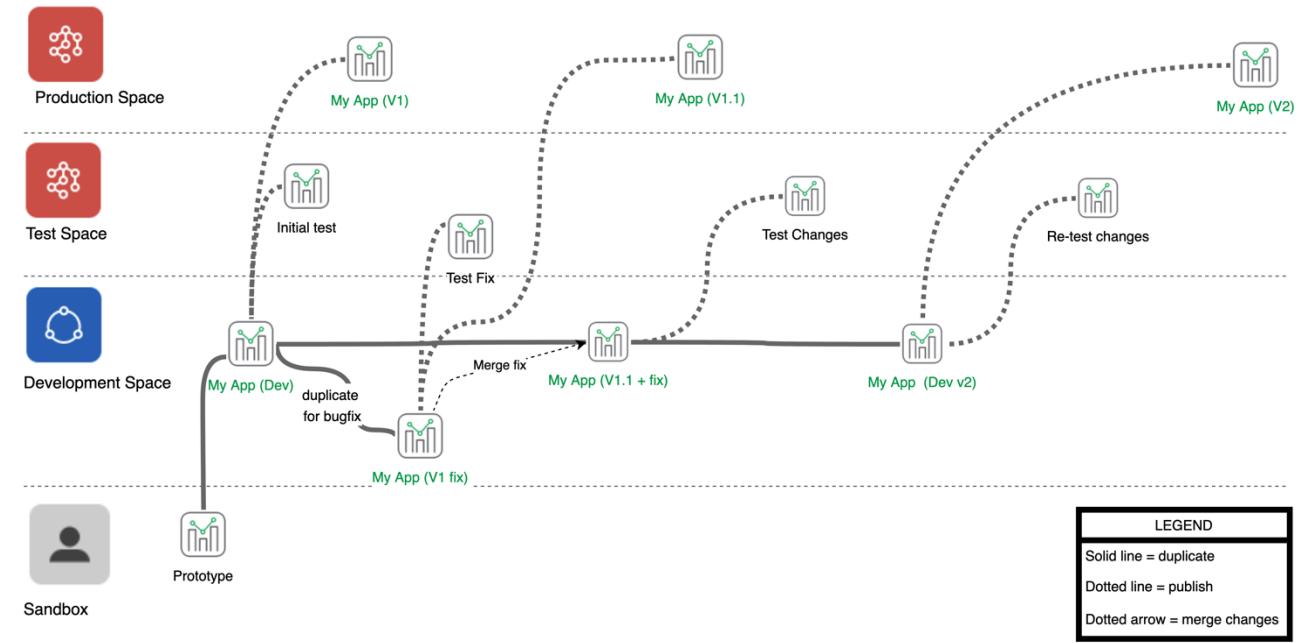 Production Space
My App (V1)
My App (V1.1)
My App (V2)
Test Space
Initial test
Test Fix
Test Changes
Re-test changes
Development Space
My App (Dev)
duplicate
for bugfix
Merge fix
My App (V1.1 + fix)
My App (Dev v2)
My App (V1 fix)
Sandbox
Prototype
LEGEND
Solid line = duplicate
Dotted line = publish
Dotted arrow = merge changes